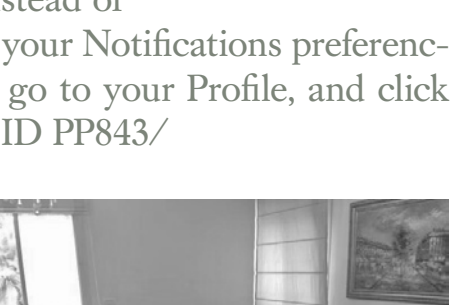 stead of
your Notifications preferenc-
go to your Profile, and click
ID PP843/